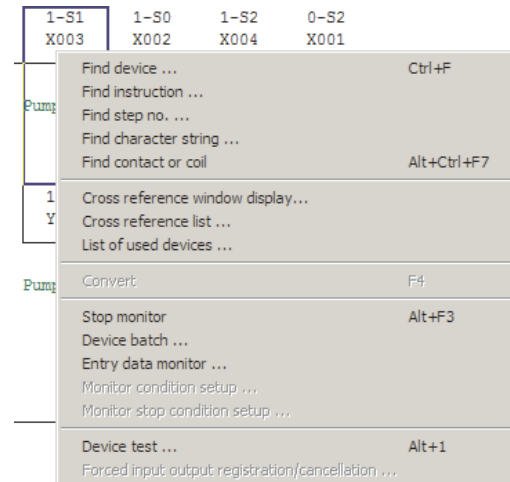 1-S1 1-S0 1-S2 0-S2
X003 X002 X004 X001
Find device ... Ctrl+F
Find instruction ...
Pump
Find step no. ...
Find character string ...
Find contact or coil Alt+Ctrl+F7
1 Cross reference window display...
Y Cross reference list ...
List of used devices ...
Pump Convert F4
Stop monitor Alt+F3
Device batch ...
Entry data monitor ...
Monitor condition setup ...
Monitor stop condition setup ...
Device test ... Alt+1
Forced input output registration/cancellation ...